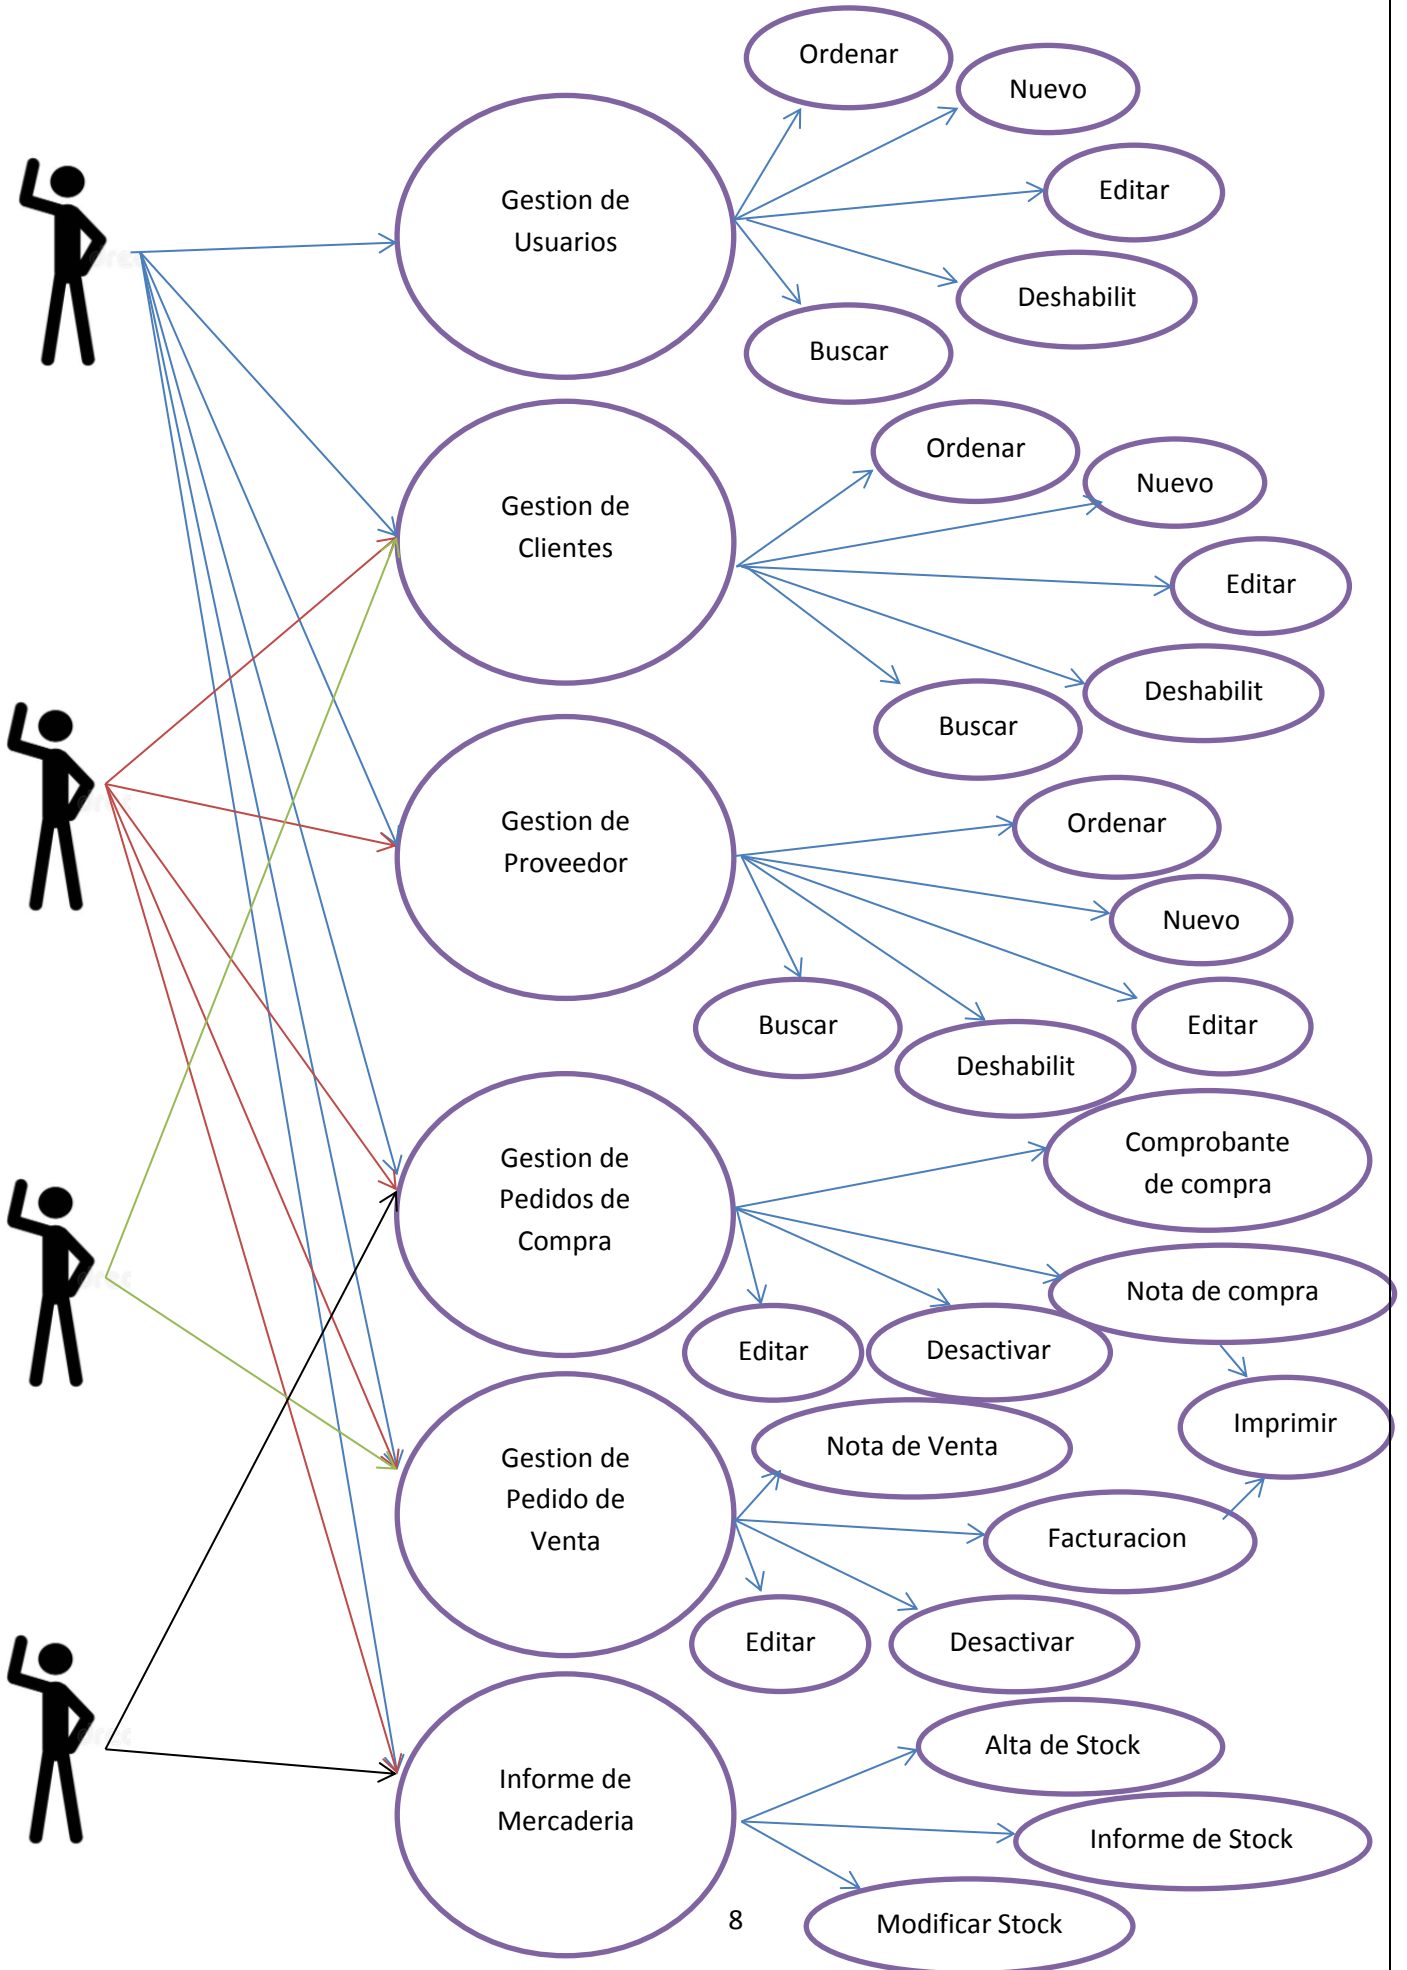 Ordenar
Nuevo
Editar
Deshabilit
Buscar
Gestion de
Usuarios
Ordenar
Nuevo
Editar
Deshabilit
Buscar
Gestion de
Clientes
Ordenar
Nuevo
Editar
Deshabilit
Buscar
Gestion de
Proveedor
Comprobante
de compra
Nota de compra
Desactivar
Editar
Gestion de
Pedidos de
Compra
Imprimir
Nota de Venta
Facturacion
Desactivar
Editar
Gestion de
Pedido de
Venta
Alta de Stock
Informe de Stock
Modificar Stock
Informe de
Mercaderia
8